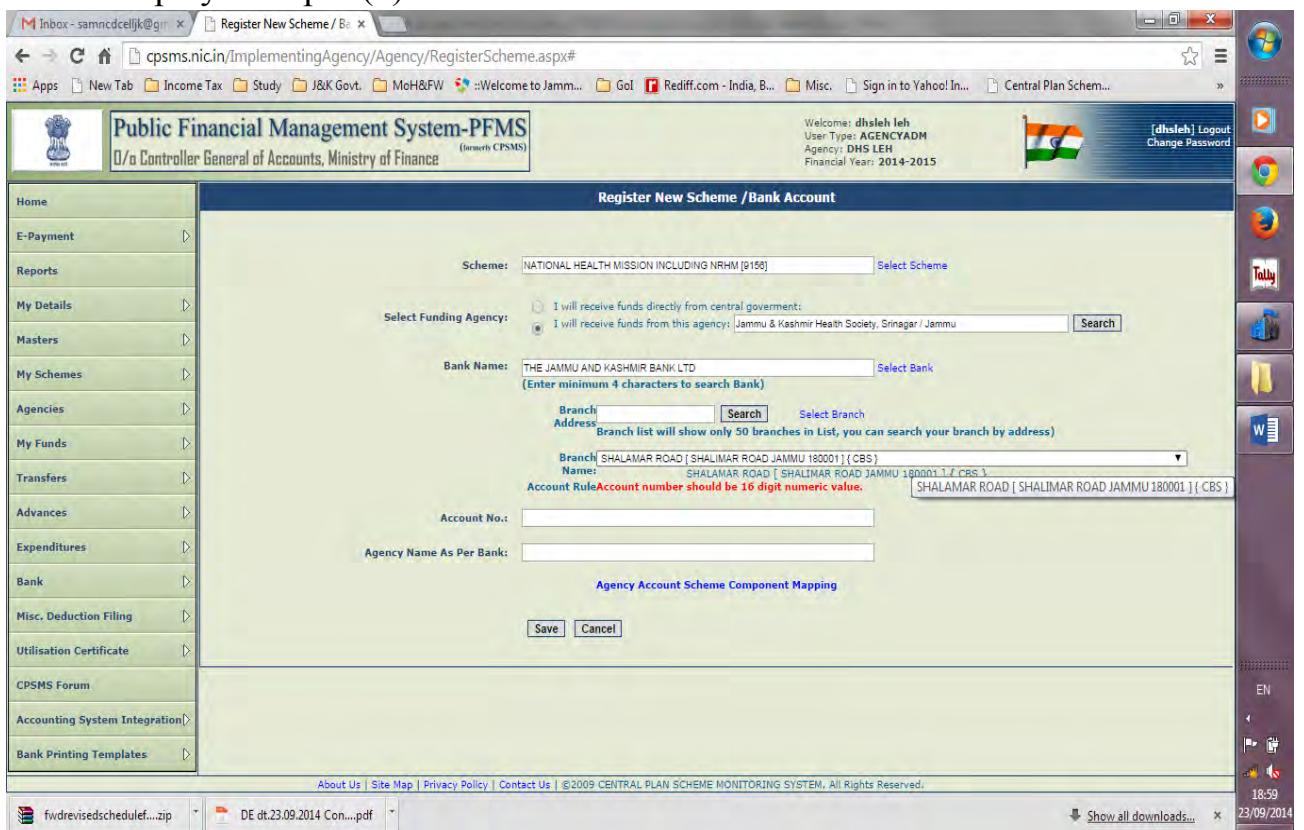 Inbox - samncdcelljk@gm
Register New Scheme / Ba
cpsms.nic.in/ImplementingAgency/Agency/RegisterScheme.aspx#
Apps New Tab Income Tax Study J&K Govt. MoH&FW ::Welcome to Jamm... GoI Rediff.com - India, B... Misc. Sign in to Yahoo! In... Central Plan Schem... »
Public Financial Management System-PFMS
(formerly CPSMS)
O/o Controller General of Accounts, Ministry of Finance
Welcome: dhsleh leh
User Type: AGENCYADM
Agency: DHS LEH
Financial Year: 2014-2015
[dhsleh] Logout
Change Password
Home
E-Payment
Reports
My Details
Masters
My Schemes
Agencies
My Funds
Transfers
Advances
Expenditures
Bank
Misc. Deduction Filing
Utilisation Certificate
CPSMS Forum
Accounting System Integration
Bank Printing Templates
Register New Scheme /Bank Account
Scheme: NATIONAL HEALTH MISSION INCLUDING NRHM [9156] Select Scheme
Select Funding Agency:
I will receive funds directly from central goverment:
I will receive funds from this agency: Jammu & Kashmir Health Society, Srinagar / Jammu Search
Bank Name: THE JAMMU AND KASHMIR BANK LTD Select Bank
(Enter minimum 4 characters to search Bank)
Branch Address Search Select Branch
Branch list will show only 50 branches in List, you can search your branch by address)
Branch Name: SHALAMAR ROAD [ SHALIMAR ROAD JAMMU 180001 ] { CBS }
SHALAMAR ROAD [ SHALIMAR ROAD JAMMU 180001 ] { CBS }
SHALAMAR ROAD [ SHALIMAR ROAD JAMMU 180001 ] { CBS }
Account Rule Account number should be 16 digit numeric value.
Account No.:
Agency Name As Per Bank:
Agency Account Scheme Component Mapping
Save Cancel
About Us | Site Map | Privacy Policy | Contact Us | ©2009 CENTRAL PLAN SCHEME MONITORING SYSTEM, All Rights Reserved.
fwdrevisedschedulef....zip
DE dt.23.09.2014 Con....pdf
Show all downloads...
Tally
W
EN
18:59
23/09/2014